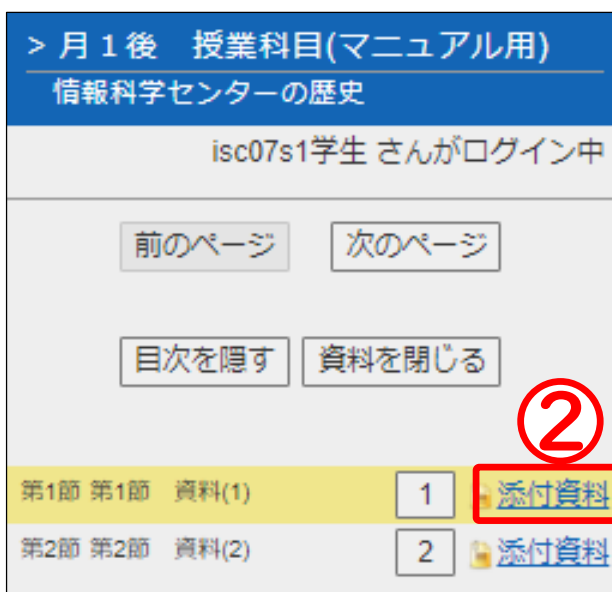 > 月１後　授業科目(マニュアル用)
情報科学センターの歴史
isc07s1学生 さんがログイン中
前のページ 次のページ
目次を隠す 資料を閉じる
②
第1節 第1節　資料(1) 1 添付資料
第2節 第2節　資料(2) 2 添付資料